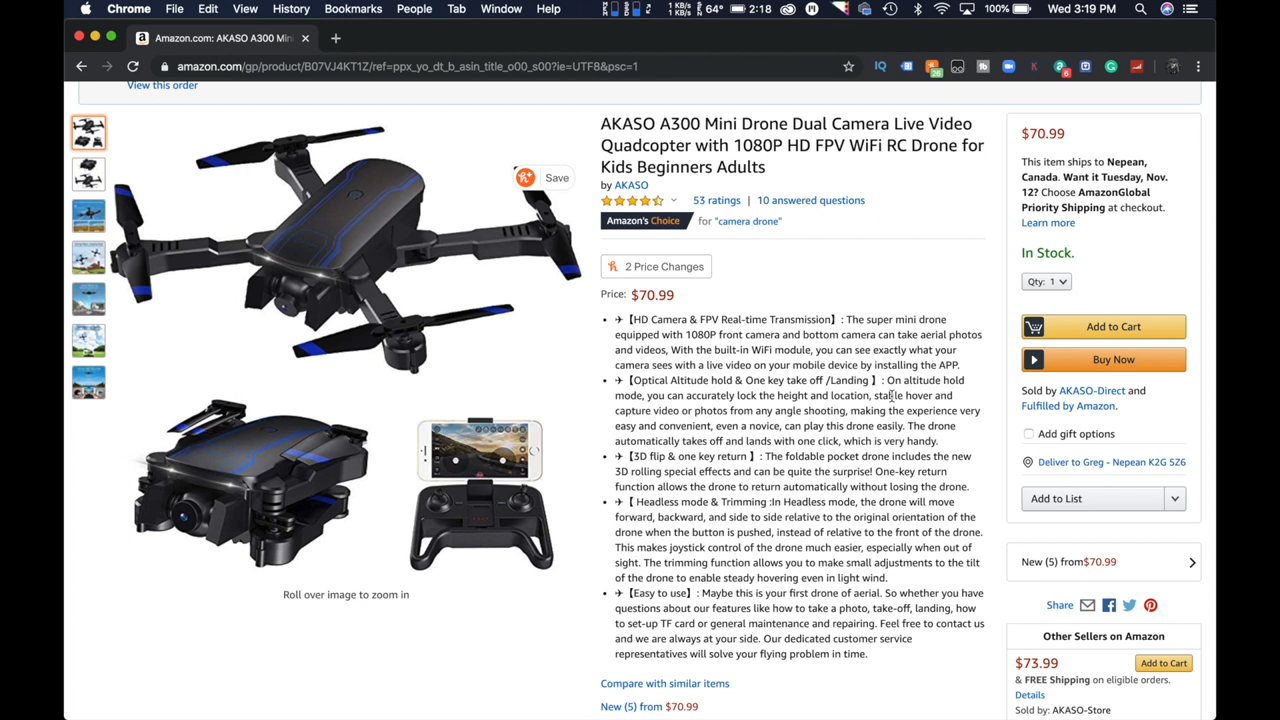 Chrome File Edit View History Bookmarks People Tab Window Help
1 KB/s 1 KB/s 64° 2:18 100% Wed 3:19 PM
Amazon.com: AKASO A300 Min
amazon.com/gp/product/B07VJ4KT1Z/ref=ppx_yo_dt_b_asin_title_o00_s00?ie=UTF8&psc=1
View this order
Save
AKASO A300 Mini Drone Dual Camera Live Video
Quadcopter with 1080P HD FPV WiFi RC Drone for
Kids Beginners Adults
by AKASO
53 ratings | 10 answered questions
Amazon's Choice for "camera drone"
2 Price Changes
Price: $70.99
✈【HD Camera & FPV Real-time Transmission】: The super mini drone
equipped with 1080P front camera and bottom camera can take aerial photos
and videos, With the built-in WiFi module, you can see exactly what your
camera sees with a live video on your mobile device by installing the APP.
✈【Optical Altitude hold & One key take off /Landing 】: On altitude hold
mode, you can accurately lock the height and location, stable hover and
capture video or photos from any angle shooting, making the experience very
easy and convenient, even a novice, can play this drone easily. The drone
automatically takes off and lands with one click, which is very handy.
✈【3D flip & one key return 】: The foldable pocket drone includes the new
3D rolling special effects and can be quite the surprise! One-key return
function allows the drone to return automatically without losing the drone.
✈【 Headless mode & Trimming :In Headless mode, the drone will move
forward, backward, and side to side relative to the original orientation of the
drone when the button is pushed, instead of relative to the front of the drone.
This makes joystick control of the drone much easier, especially when out of
sight. The trimming function allows you to make small adjustments to the tilt
of the drone to enable steady hovering even in light wind.
✈【Easy to use】: Maybe this is your first drone of aerial. So whether you have
questions about our features like how to take a photo, take-off, landing, how
to set-up TF card or general maintenance and repairing. Feel free to contact us
and we are always at your side. Our dedicated customer service
representatives will solve your flying problem in time.
Compare with similar items
New (5) from $70.99
Roll over image to zoom in
$70.99
This item ships to Nepean,
Canada. Want it Tuesday, Nov.
12? Choose AmazonGlobal
Priority Shipping at checkout.
Learn more
In Stock.
Qty: 1
Add to Cart
Buy Now
Sold by AKASO-Direct and
Fulfilled by Amazon.
Add gift options
Deliver to Greg - Nepean K2G 5Z6
Add to List
New (5) from$70.99
Share
Other Sellers on Amazon
$73.99 Add to Cart
& FREE Shipping on eligible orders.
Details
Sold by: AKASO-Store